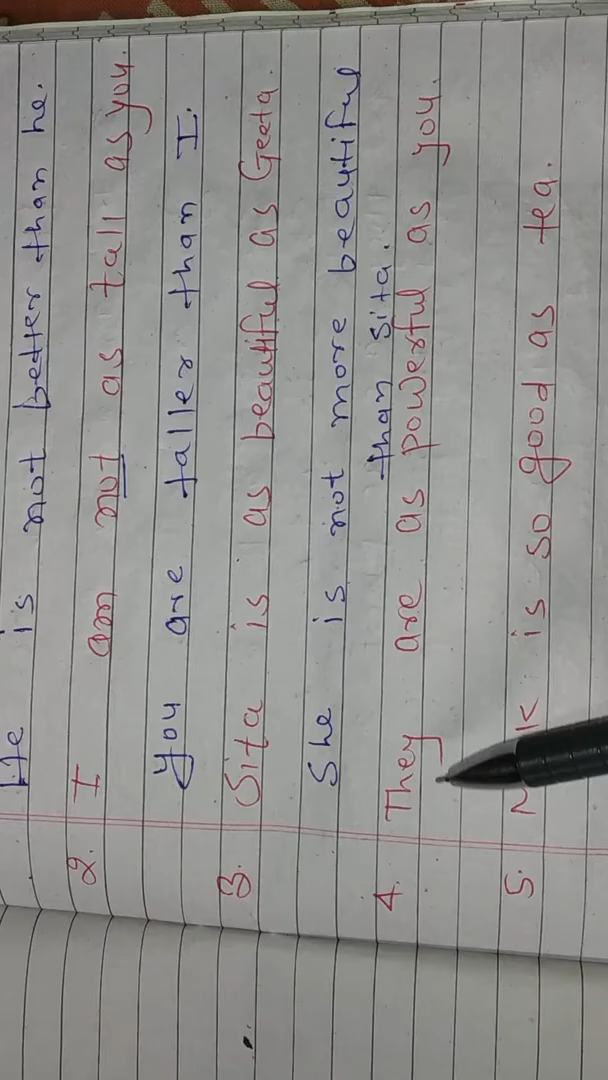 He is not better than he.
2. I am not as tall as you.
You are taller than I.
3. Sita is as beautiful as Geeta.
She is not more beautiful
than Sita.
4. They are as powerful as you.
5. is so good as tea.